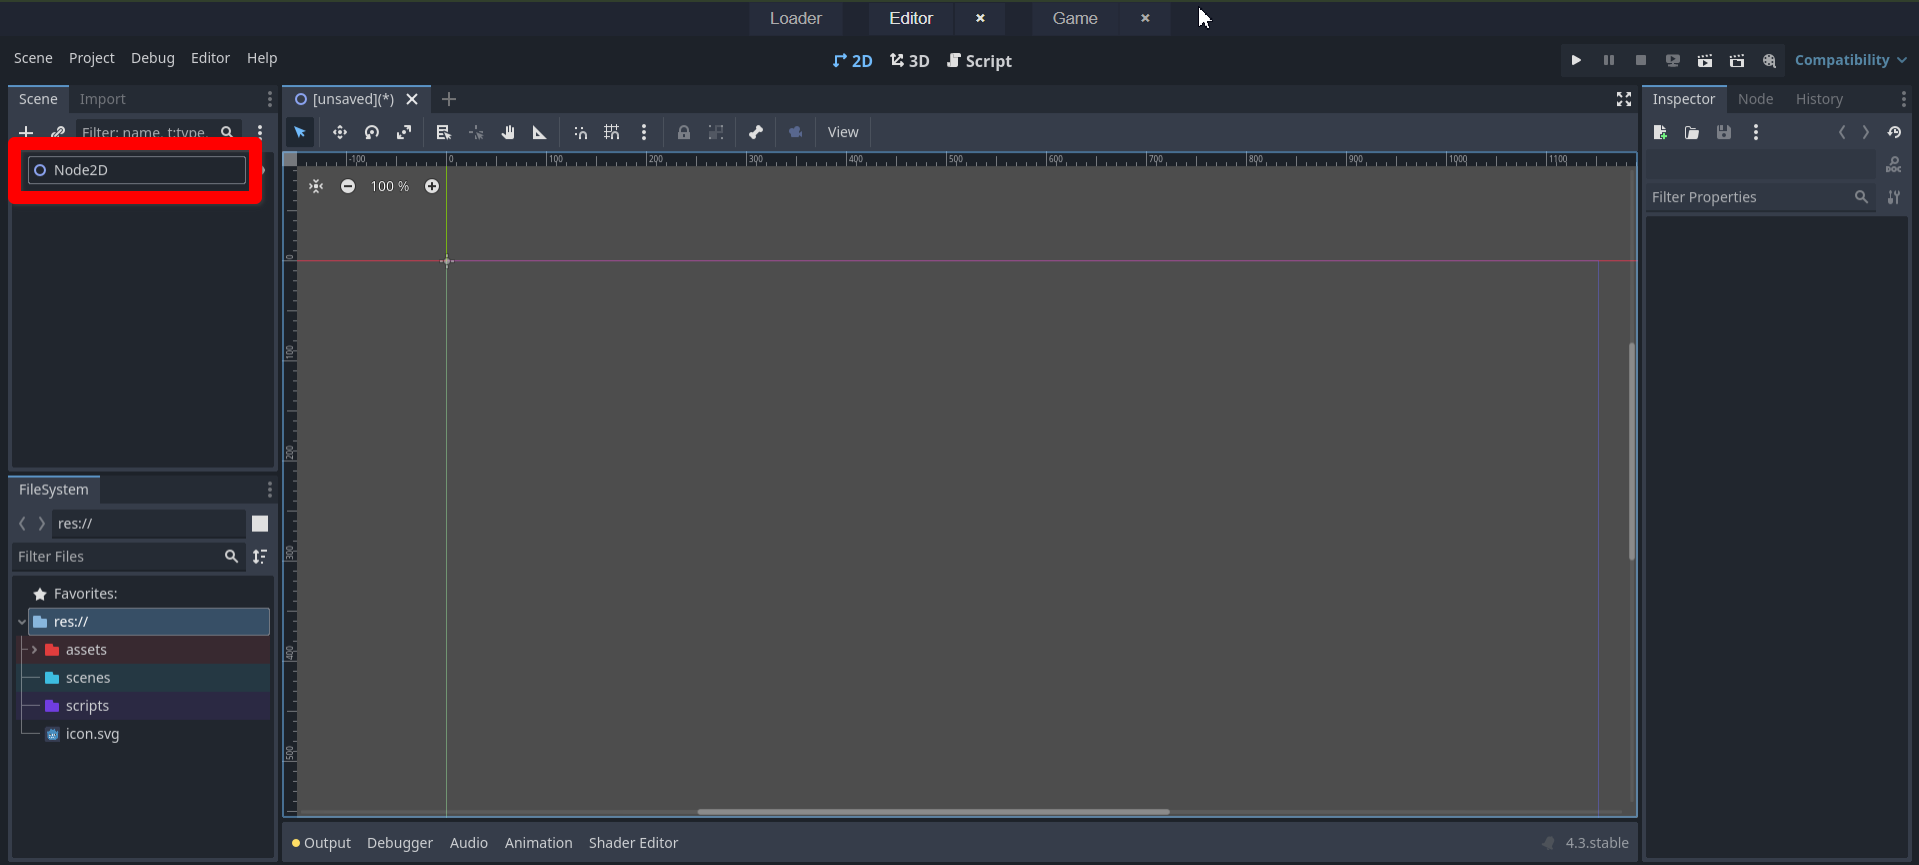 Loader Editor × Game ×
Scene Project Debug Editor Help 2D 3D Script Compatibility
Scene Import [unsaved](*) Inspector Node History
Filter: name, t:type, View
Node2D
-100 0 100 200 300 400 500 600 700 800 900 1000 1100
100 %
DOC
Filter Properties
0
100
200
300
400
500
FileSystem
res://
Filter Files
Favorites:
res://
assets
scenes
scripts
icon.svg
Output Debugger Audio Animation Shader Editor 4.3.stable